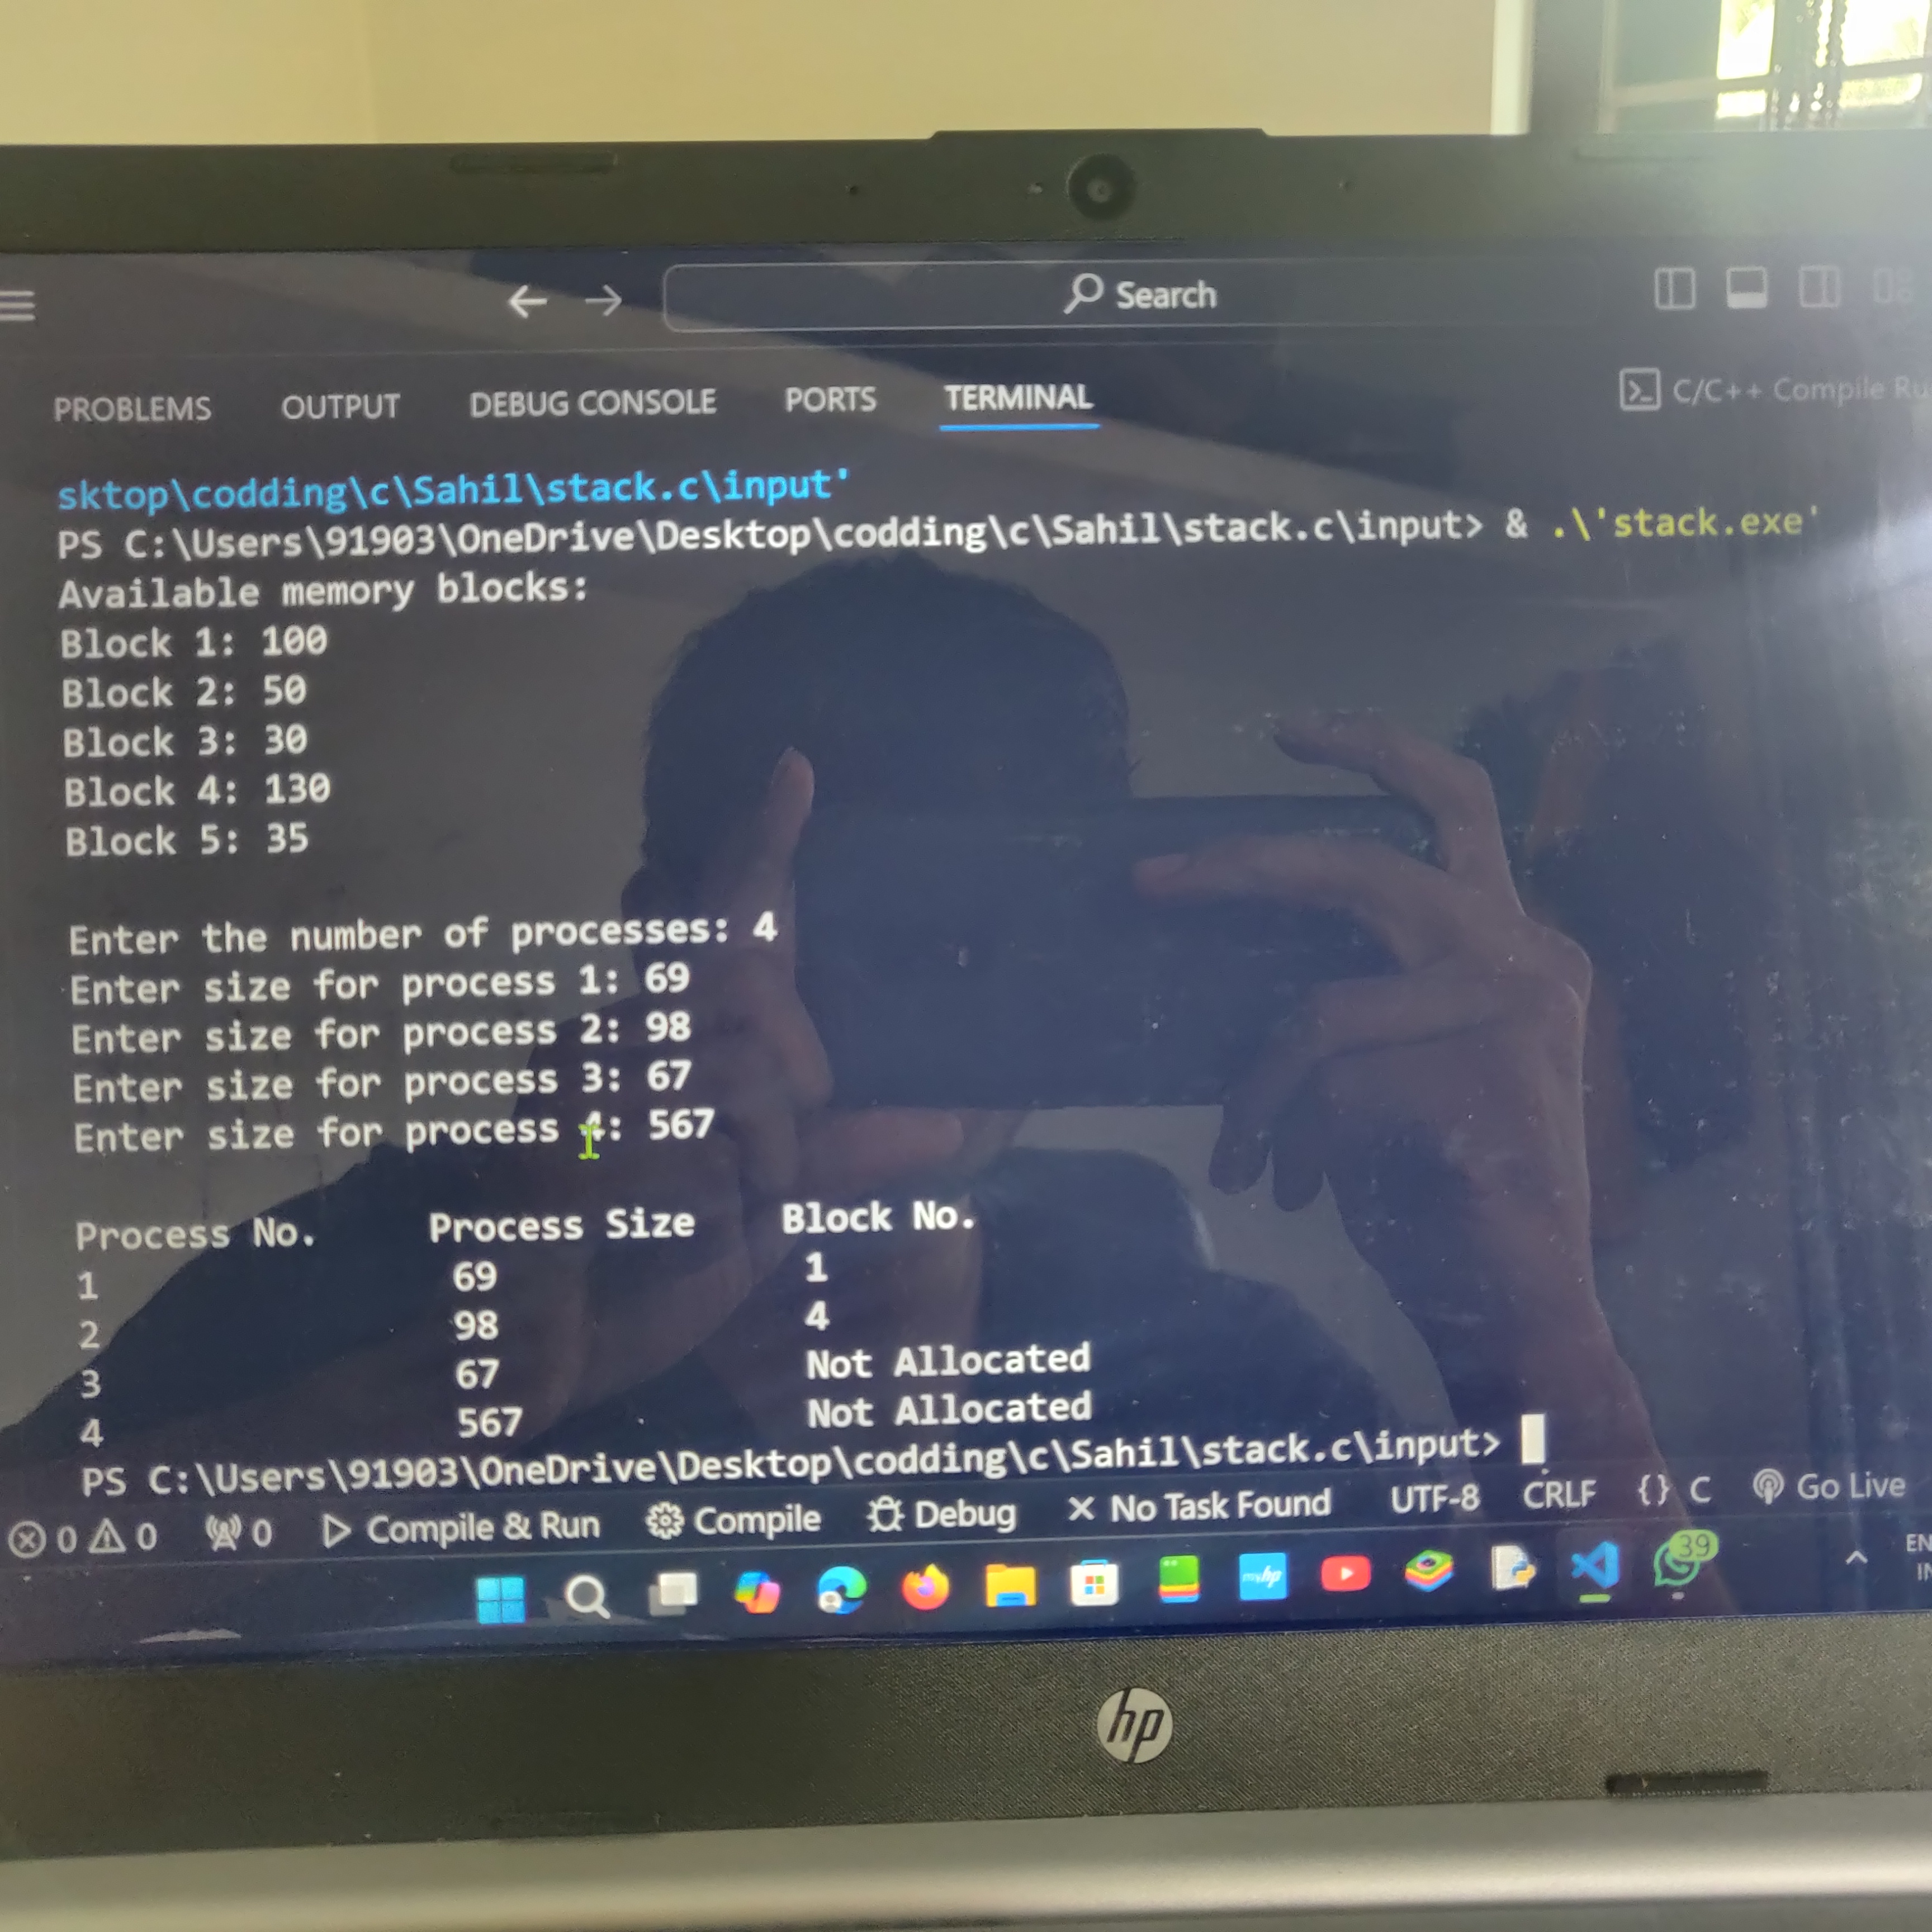 Search
PROBLEMS OUTPUT DEBUG CONSOLE PORTS TERMINAL C/C++ Compile Ru
sktop\codding\c\Sahil\stack.c\input'
PS C:\Users\91903\OneDrive\Desktop\codding\c\Sahil\stack.c\input> & .\'stack.exe'
Available memory blocks:
Block 1: 100
Block 2: 50
Block 3: 30
Block 4: 130
Block 5: 35
Enter the number of processes: 4
Enter size for process 1: 69
Enter size for process 2: 98
Enter size for process 3: 67
Enter size for process 4: 567
Process No. Process Size Block No.
1 69 1
2 98 4
3 67 Not Allocated
4 567 Not Allocated
PS C:\Users\91903\OneDrive\Desktop\codding\c\Sahil\stack.c\input>
0 0 0 Compile & Run Compile Debug No Task Found UTF-8 CRLF {} C Go Live
myhp 39 EN
IN
hp